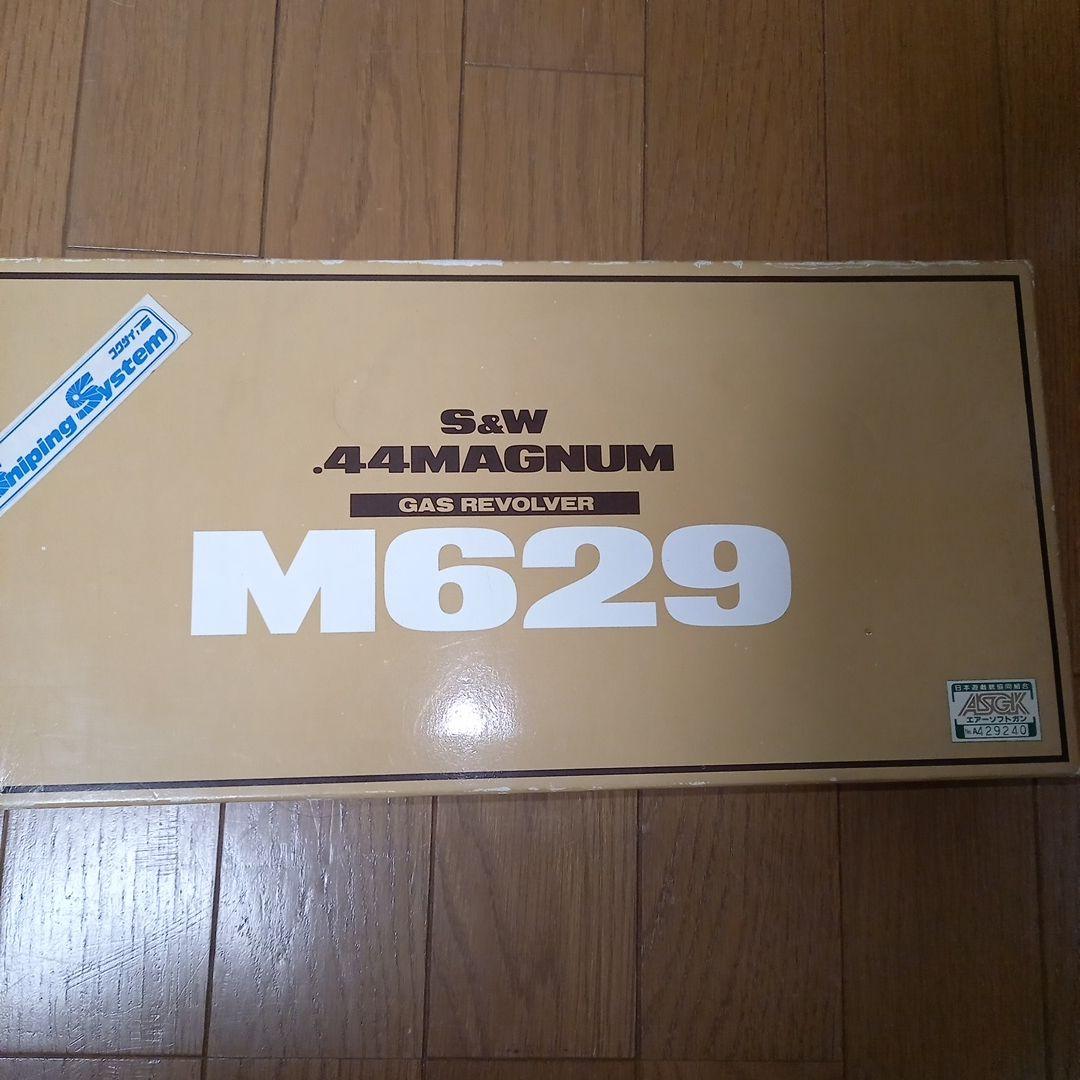 コクサイ
Sniping System
S&W
.44MAGNUM
GAS REVOLVER
M629
日本遊戯銃協同組合
ASGK
エアーソフトガン
No.A429240